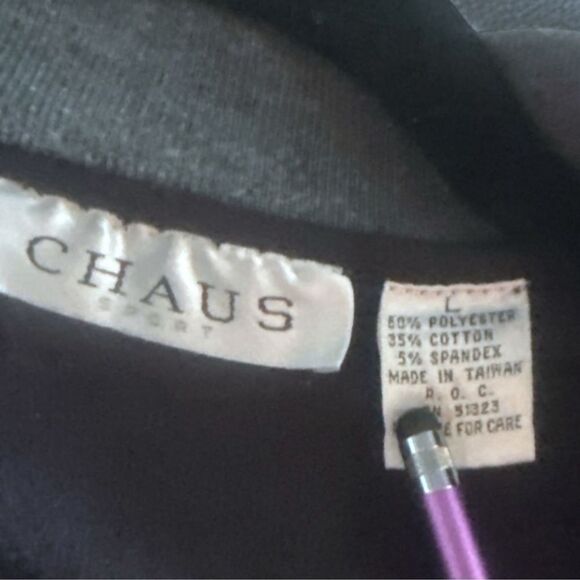 CHAUS
SPORT
L
60% POLYESTER
35% COTTON
5% SPANDEX
MADE IN TAIWAN
R. O. C.
51323
FOR CARE